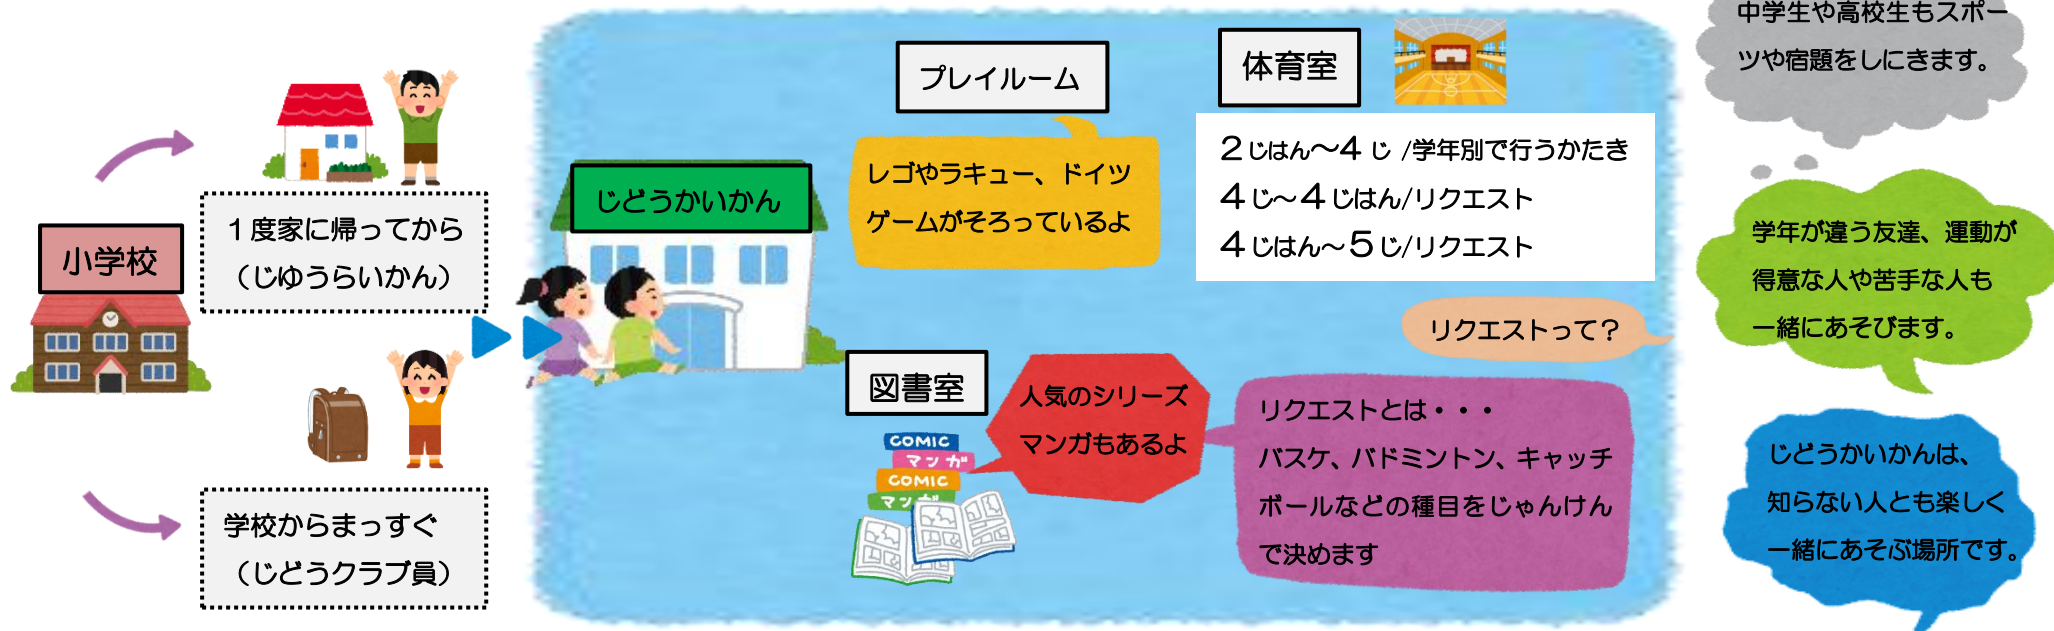 小学校
１度家に帰ってから
（じゆうらいかん）
学校からまっすぐ
（じどうクラブ員）
じどうかいかん
プレイルーム
レゴやラキュー、ドイツ
ゲームがそろっているよ
体育室
２じはん～４じ /学年別で行うかたき
４じ～４じはん/リクエスト
４じはん～５じ/リクエスト
リクエストって？
図書室
人気のシリーズ
マンガもあるよ
COMIC
マンガ
COMIC
マンガ
リクエストとは・・・
バスケ、バドミントン、キャッチ
ボールなどの種目をじゃんけん
で決めます
中学生や高校生もスポー
ツや宿題をしにきます。
学年が違う友達、運動が
得意な人や苦手な人も
一緒にあそびます。
じどうかいかんは、
知らない人とも楽しく
一緒にあそぶ場所です。